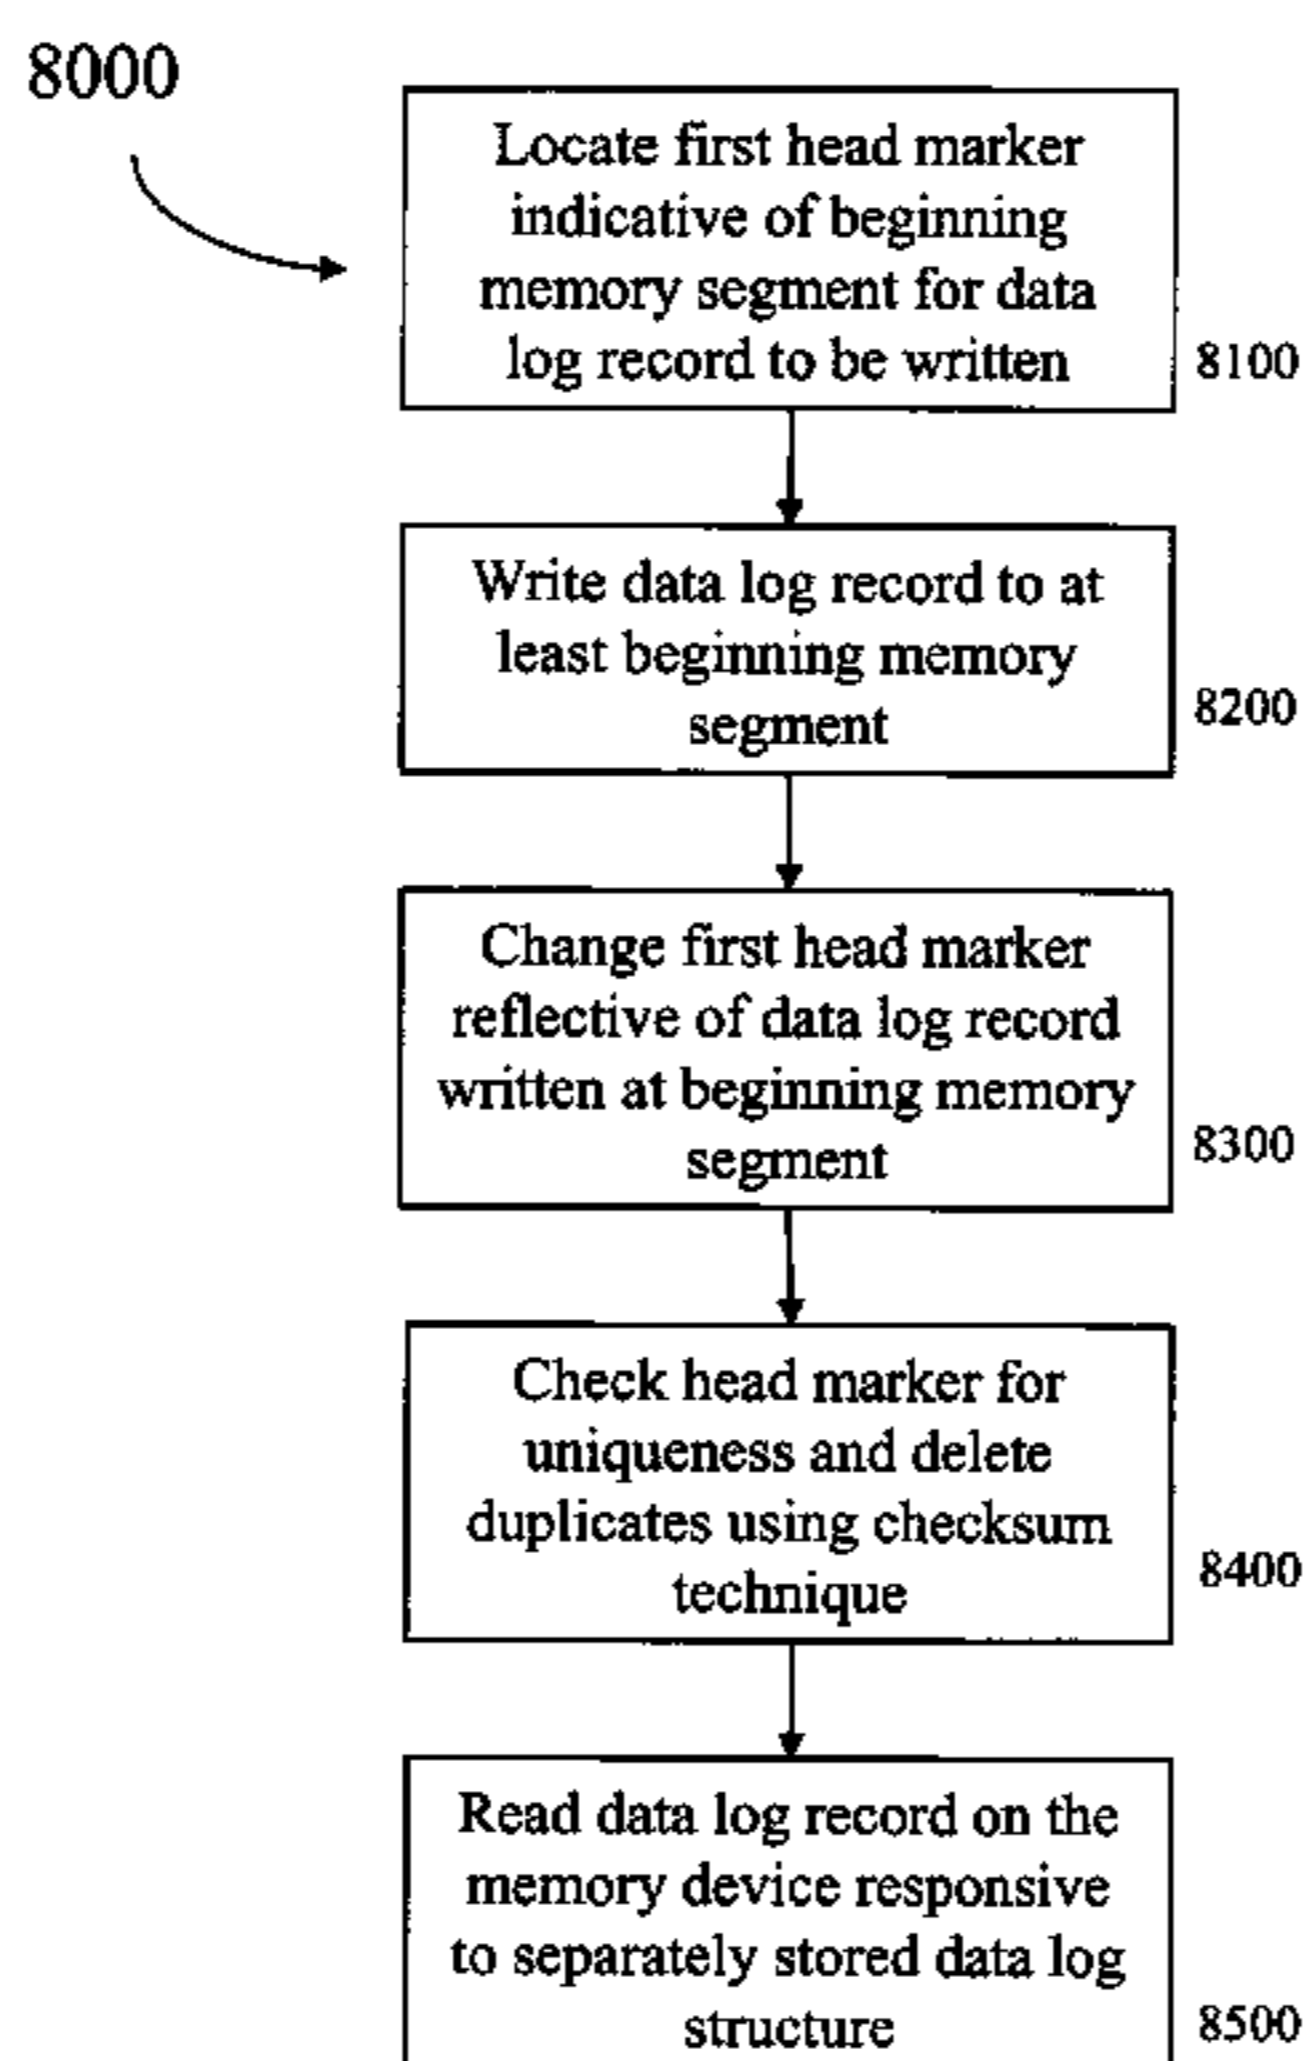 8000
Locate first head marker
indicative of beginning
memory segment for data
log record to be written
8100
Write data log record to at
least beginning memory
segment
8200
Change first head marker
reflective of data log record
written at beginning memory
segment
8300
Check head marker for
uniqueness and delete
duplicates using checksum
technique
8400
Read data log record on the
memory device responsive
to separately stored data log
structure
8500